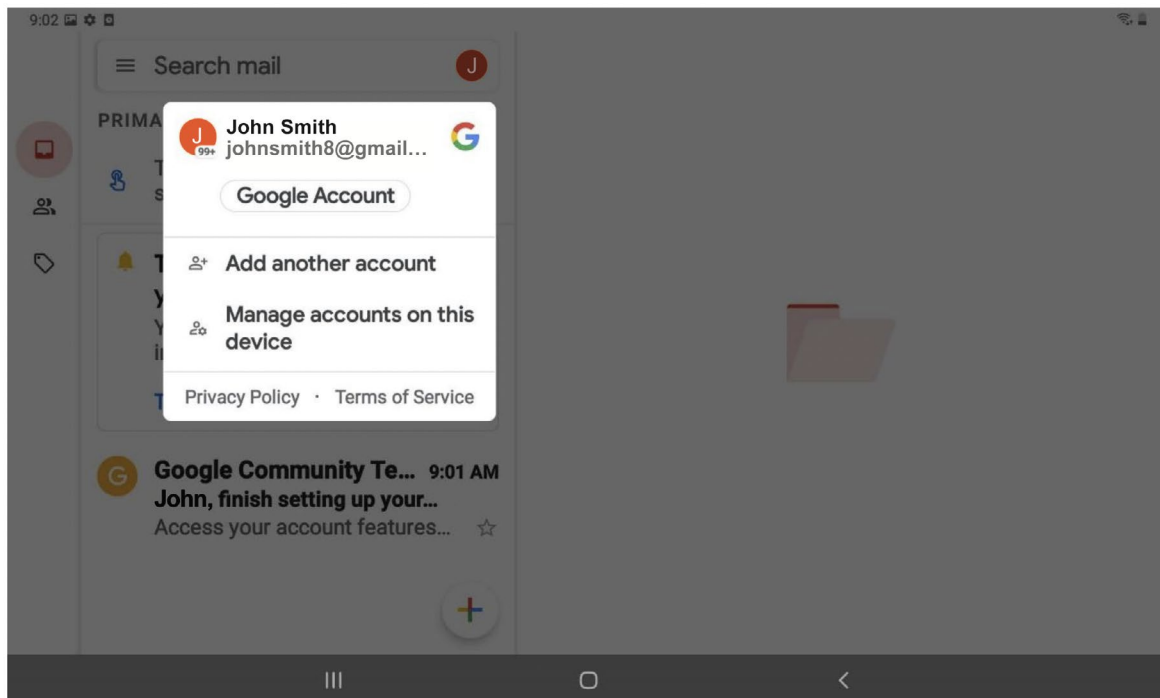 9:02
Search mail
J
PRIMA
J
99+
John Smith
johnsmith8@gmail...
G
Google Account
Add another account
Manage accounts on this
device
Privacy Policy · Terms of Service
G
Google Community Te... 9:01 AM
John, finish setting up your...
Access your account features...